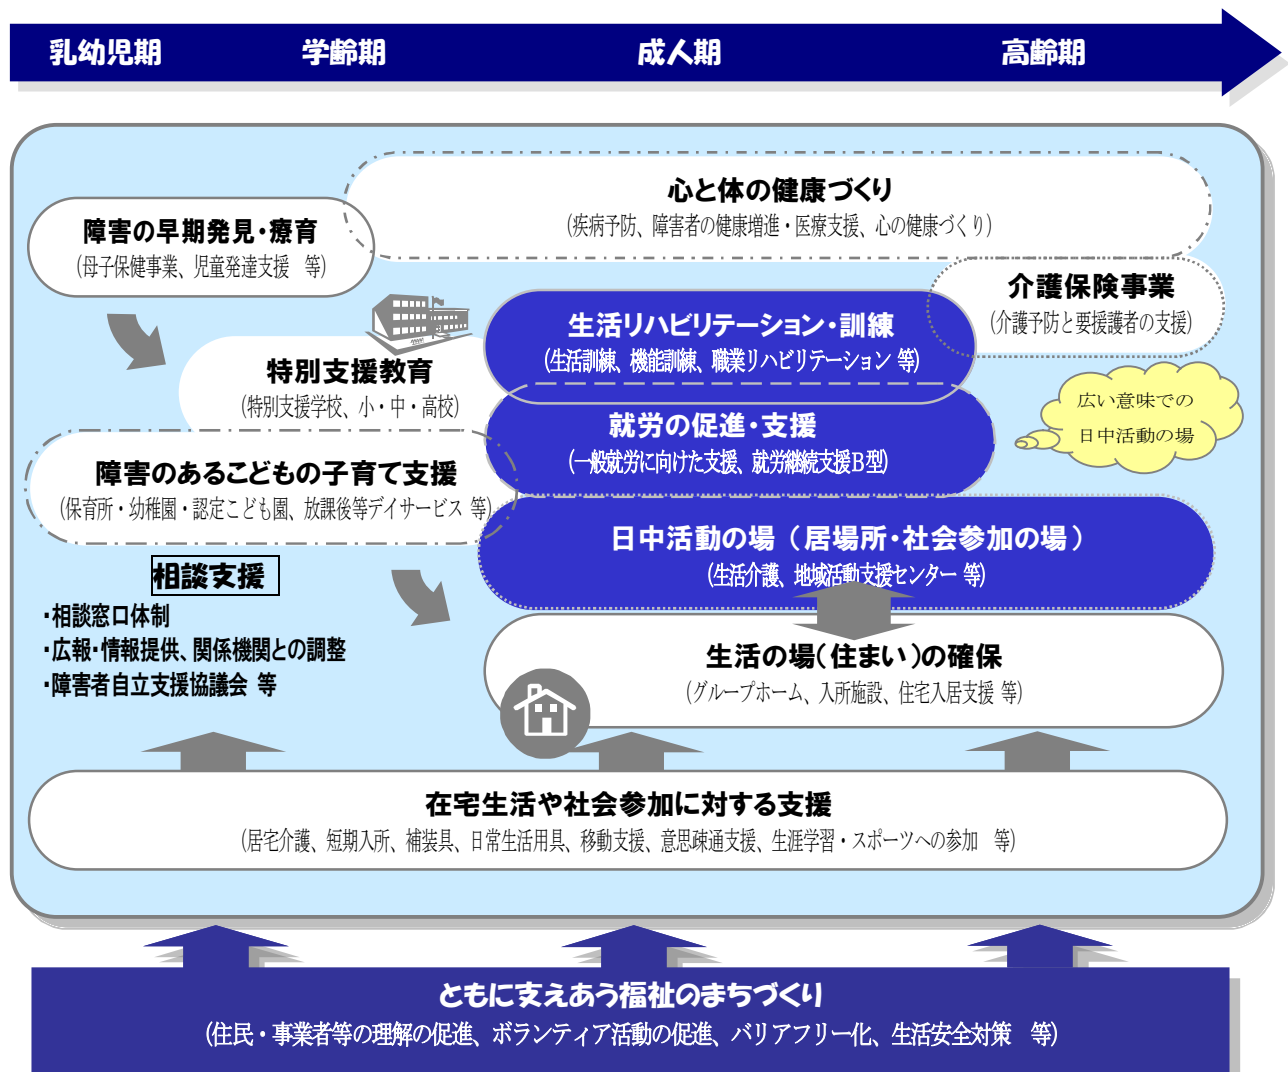 乳幼児期 学齢期 成人期 高齢期
心と体の健康づくり
(疾病予防、障害者の健康増進・医療支援、心の健康づくり)
障害の早期発見・療育
(母子保健事業、児童発達支援 等)
介護保険事業
(介護予防と要援護者の支援)
生活リハビリテーション・訓練
(生活訓練、機能訓練、職業リハビリテーション 等)
特別支援教育
(特別支援学校、小・中・高校)
広い意味での
日中活動の場
就労の促進・支援
(一般就労に向けた支援、就労継続支援B型)
障害のあるこどもの子育て支援
(保育所・幼稚園・認定こども園、放課後等デイサービス 等)
日中活動の場(居場所・社会参加の場)
(生活介護、地域活動支援センター 等)
相談支援
・相談窓口体制
・広報・情報提供、関係機関との調整
・障害者自立支援協議会 等
生活の場(住まい)の確保
(グループホーム、入所施設、住宅入居支援 等)
在宅生活や社会参加に対する支援
(居宅介護、短期入所、補装具、日常生活用具、移動支援、意思疎通支援、生涯学習・スポーツへの参加 等)
ともに支えあう福祉のまちづくり
(住民・事業者等の理解の促進、ボランティア活動の促進、バリアフリー化、生活安全対策 等)